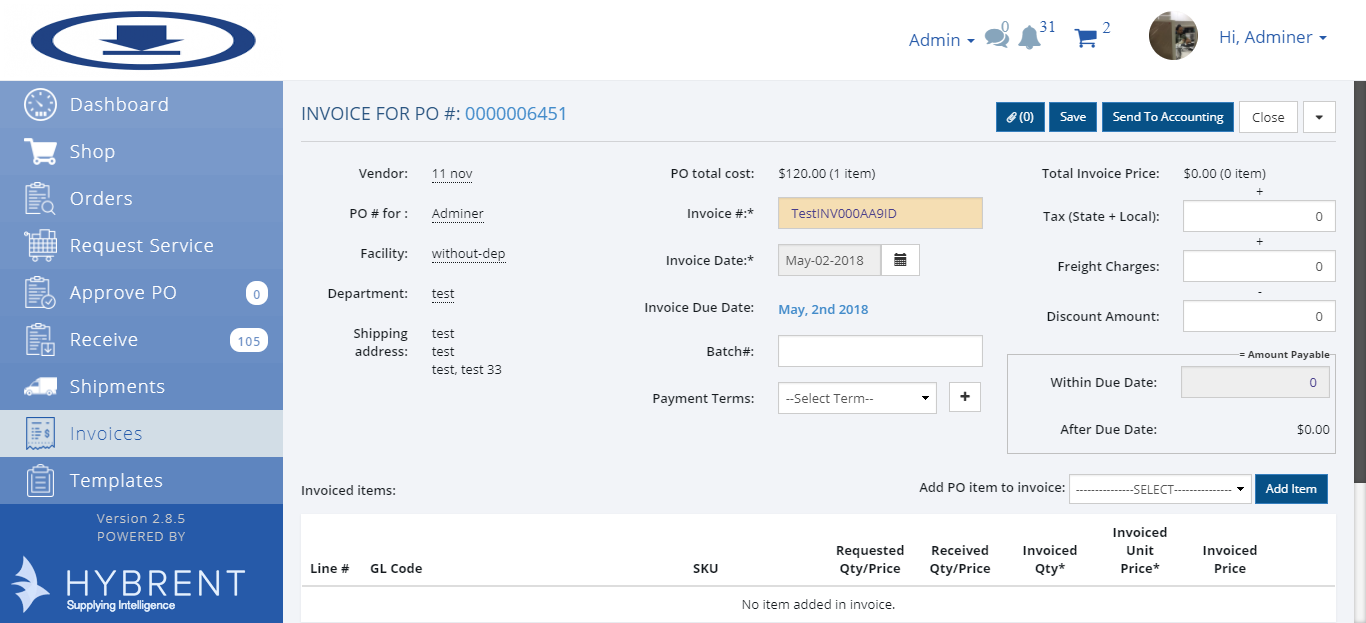 Admin 0 31 2 Hi, Adminer
Dashboard
Shop
Orders
Request Service
Approve PO 0
Receive 105
Shipments
Invoices
Templates
Version 2.8.5
POWERED BY
HYBRENT
Supplying Intelligence
INVOICE FOR PO #: 0000006451
(0) Save Send To Accounting Close
Vendor: 11 nov
PO # for : Adminer
Facility: without-dep
Department: test
Shipping address: test
test
test, test 33
PO total cost: $120.00 (1 item)
Invoice #:* TestINV000AA9ID
Invoice Date:* May-02-2018
Invoice Due Date: May, 2nd 2018
Batch#:
Payment Terms: --Select Term-- +
Total Invoice Price: $0.00 (0 item)
+
Tax (State + Local): 0
+
Freight Charges: 0
-
Discount Amount: 0
= Amount Payable
Within Due Date: 0
After Due Date: $0.00
Invoiced items:
Add PO item to invoice: --------------SELECT-------------- Add Item
Line # GL Code SKU Requested Qty/Price Received Qty/Price Invoiced Qty* Invoiced Unit Price* Invoiced Price
No item added in invoice.